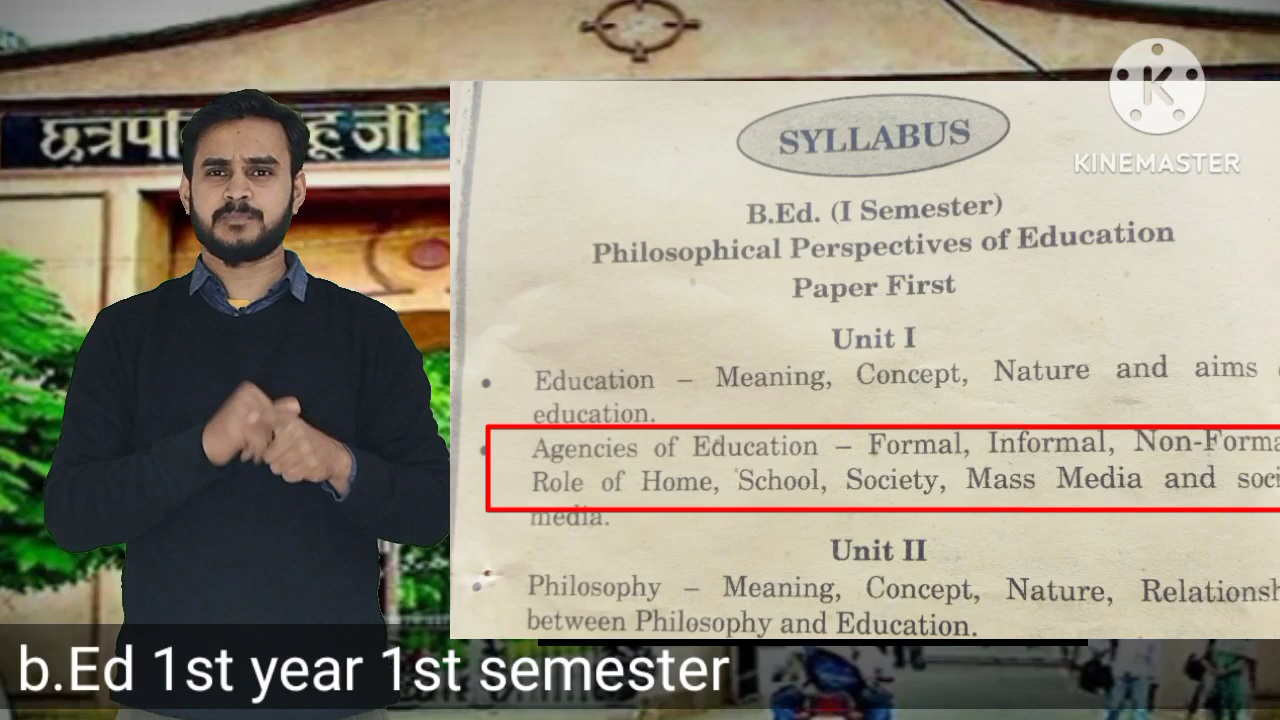 छत्रपा
हू जी
KINEMASTER
SYLLABUS
B.Ed. (I Semester)
Philosophical Perspectives of Education
Paper First
Unit I
• Education – Meaning, Concept, Nature and aims
education.
• Agencies of Education – Formal, Informal, Non-Forma
Role of Home, School, Society, Mass Media and soci
media.
Unit II
• Philosophy – Meaning, Concept, Nature, Relationsh
between Philosophy and Education.
b.Ed 1st year 1st semester